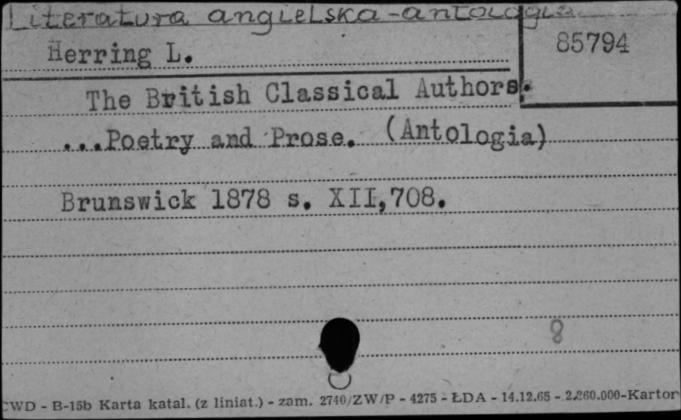 Literatura angielska - antologia
Herring L.
85794
The British Classical Authors.
...Poetry and Prose. (Antologia)
Brunswick 1878 s. XII,708.
8
CWD - B-15b Karta katal. (z liniat.) - zam. 2740/ZW/P - 4275 - ŁDA - 14.12.65 - 2.260.000-Kartor